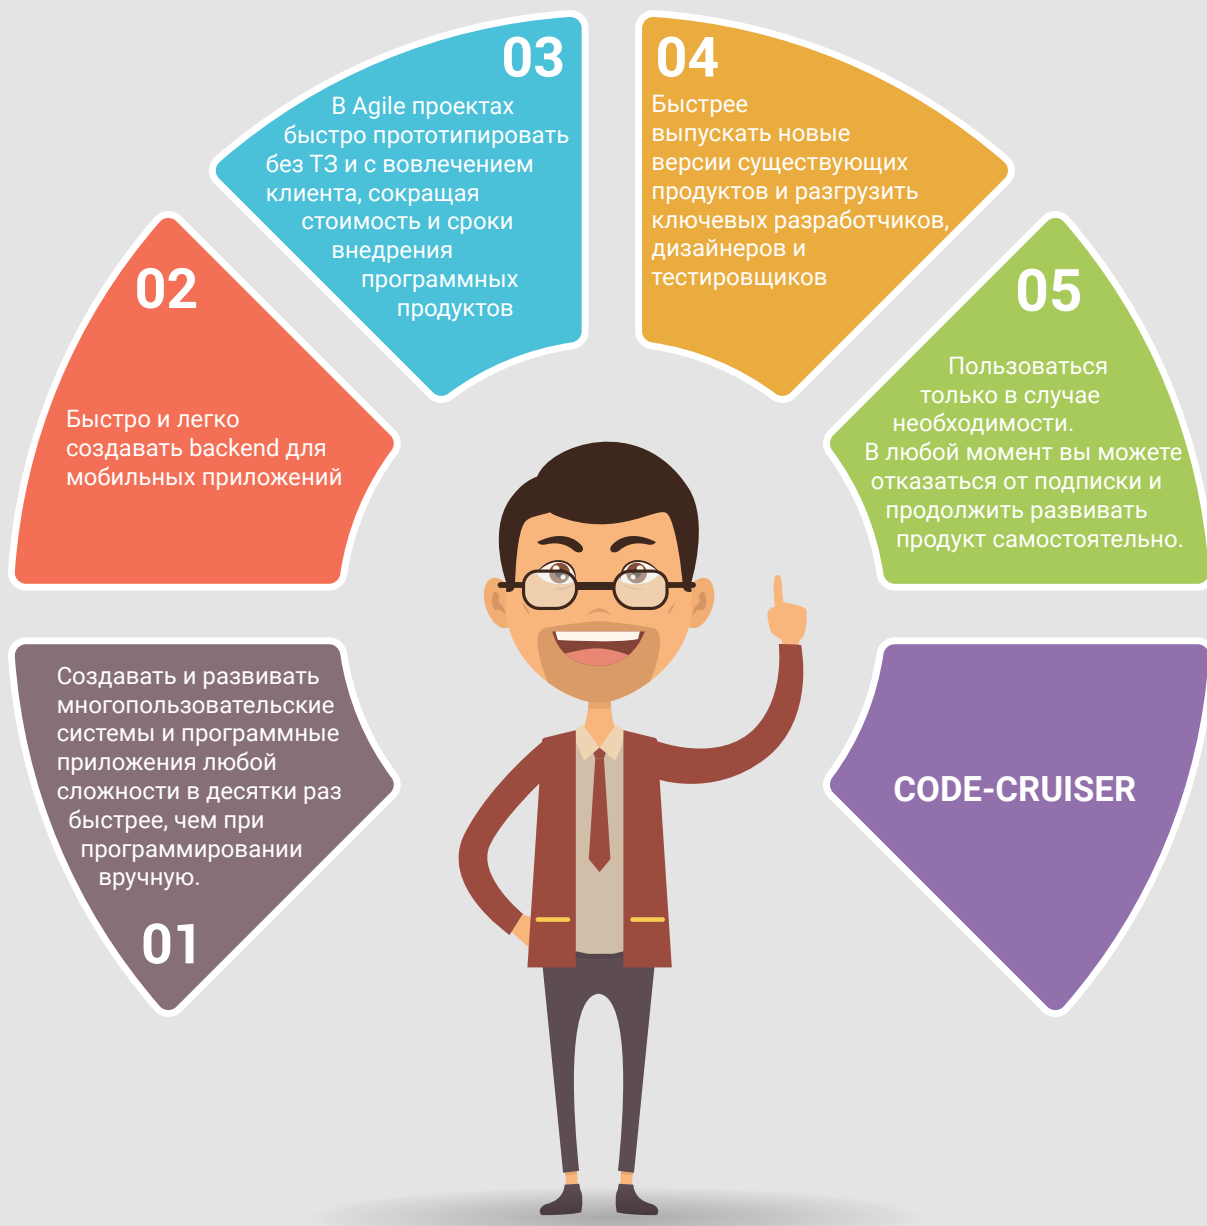 Создавать и развивать
многопользовательские
системы и программные
приложения любой
сложности в десятки раз
быстрее, чем при
программировании
вручную.
01
02
Быстро и легко
создавать backend для
мобильных приложений
03
В Agile проектах
быстро прототипировать
без ТЗ и с вовлечением
клиента, сокращая
стоимость и сроки
внедрения
программных
продуктов
04
Быстрее
выпускать новые
версии существующих
продуктов и разгрузить
ключевых разработчиков,
дизайнеров и
тестировщиков
05
Пользоваться
только в случае
необходимости.
В любой момент вы можете
отказаться от подписки и
продолжить развивать
продукт самостоятельно.
CODE-CRUISER